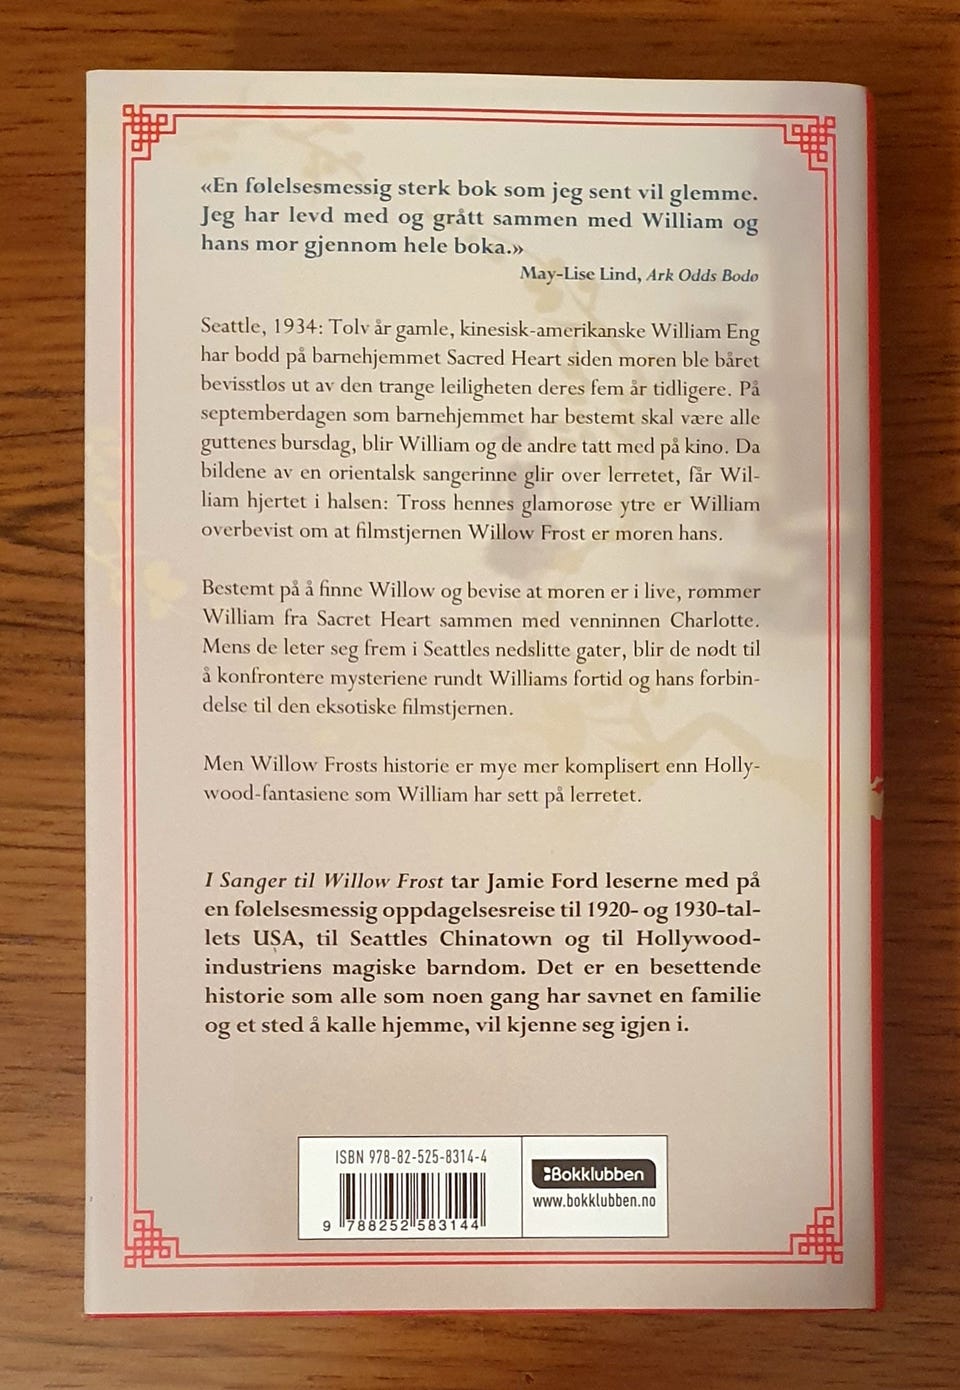 «En følelsesmessig sterk bok som jeg sent vil glemme.
Jeg har levd med og grått sammen med William og
hans mor gjennom hele boka.»
May-Lise Lind, Ark Odds Bodø
Seattle, 1934: Tolv år gamle, kinesisk-amerikanske William Eng
har bodd på barnehjemmet Sacred Heart siden moren ble båret
bevisstløs ut av den trange leiligheten deres fem år tidligere. På
septemberdagen som barnehjemmet har bestemt skal være alle
guttenes bursdag, blir William og de andre tatt med på kino. Da
bildene av en orientalsk sangerinne glir over lerretet, får Wil-
liam hjertet i halsen: Tross hennes glamorøse ytre er William
overbevist om at filmstjernen Willow Frost er moren hans.
Bestemt på å finne Willow og bevise at moren er i live, rømmer
William fra Sacret Heart sammen med venninnen Charlotte.
Mens de leter seg frem i Seattles nedslitte gater, blir de nødt til
å konfrontere mysteriene rundt Williams fortid og hans forbin-
delse til den eksotiske filmstjernen.
Men Willow Frosts historie er mye mer komplisert enn Holly-
wood-fantasiene som William har sett på lerretet.
I Sanger til Willow Frost tar Jamie Ford leserne med på
en følelsesmessig oppdagelsesreise til 1920- og 1930-tal-
lets USA, til Seattles Chinatown og til Hollywood-
industriens magiske barndom. Det er en besettende
historie som alle som noen gang har savnet en familie
og et sted å kalle hjemme, vil kjenne seg igjen i.
ISBN 978-82-525-8314-4
9 788252 583144
Bokklubben
www.bokklubben.no